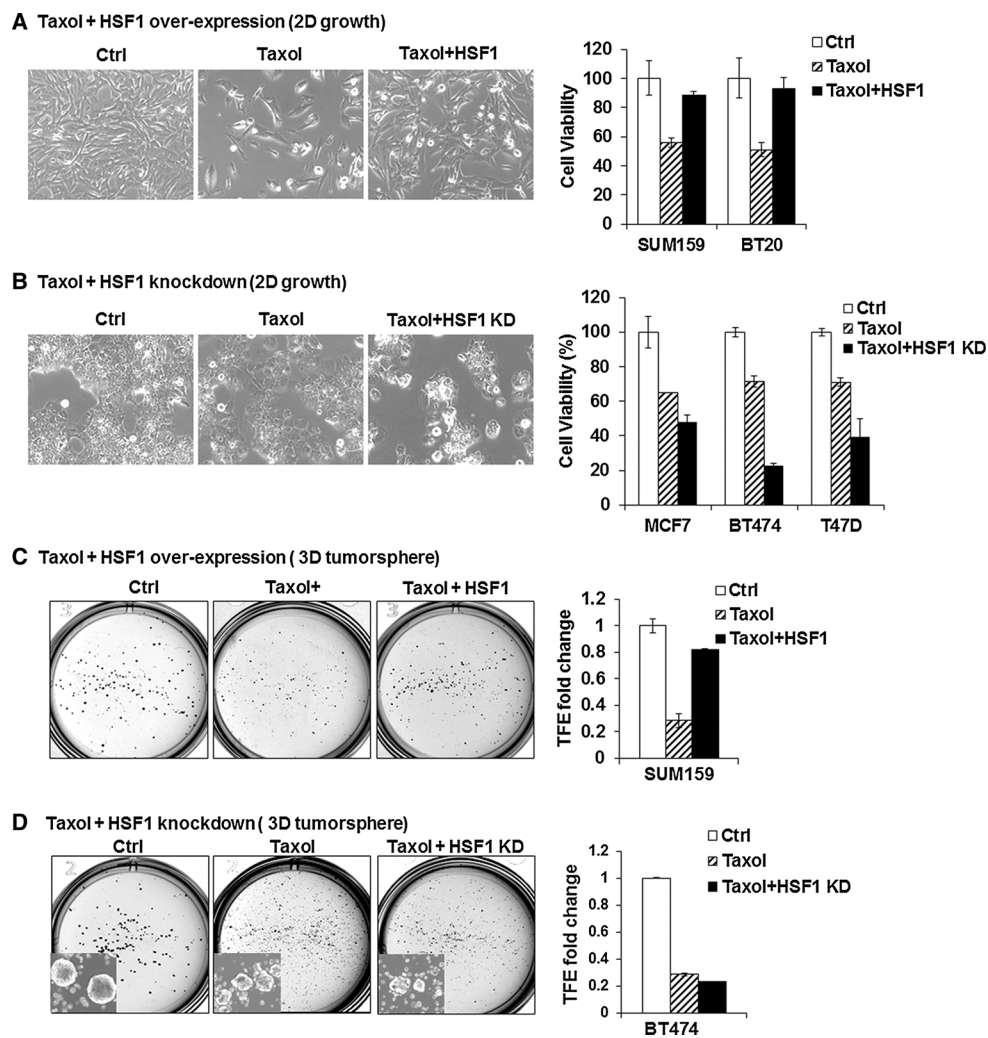 A Taxol + HSF1 over-expression (2D growth)
Ctrl Taxol Taxol+HSF1
120
100
80
60
40
20
0
Cell Viability
Ctrl
Taxol
Taxol+HSF1
SUM159 BT20
B Taxol + HSF1 knockdown (2D growth)
Ctrl Taxol Taxol+HSF1 KD
120
100
80
60
40
20
0
Cell Viability (%)
Ctrl
Taxol
Taxol+HSF1 KD
MCF7 BT474 T47D
C Taxol + HSF1 over-expression ( 3D tumorsphere)
Ctrl Taxol+ Taxol + HSF1
3 3
1.2
1
0.8
0.6
0.4
0.2
0
TFE fold change
Ctrl
Taxol
Taxol+HSF1
SUM159
D Taxol + HSF1 knockdown ( 3D tumorsphere)
Ctrl Taxol Taxol + HSF1 KD
2 2
1.2
1
0.8
0.6
0.4
0.2
0
TFE fold change
Ctrl
Taxol
Taxol+HSF1 KD
BT474